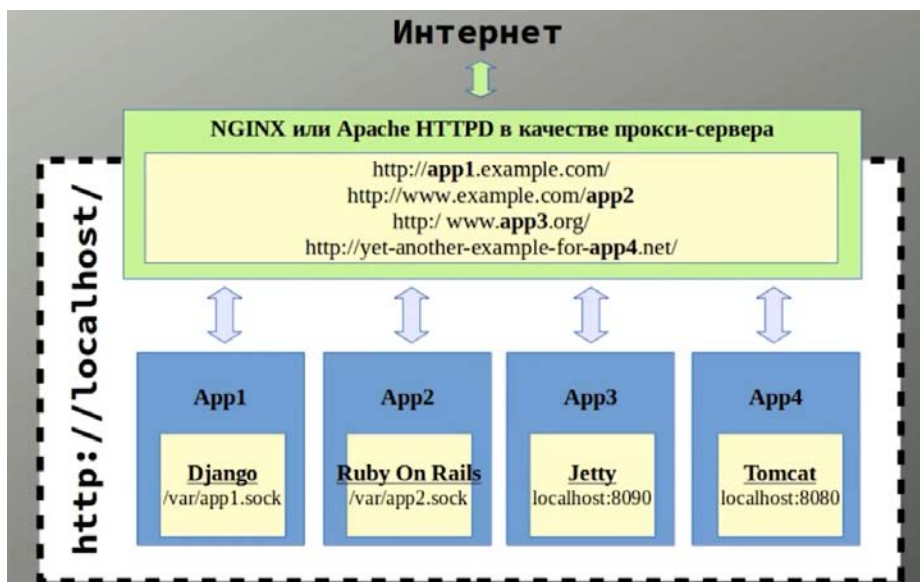 Интернет
NGINX или Apache HTTPD в качестве прокси-сервера
http://app1.example.com/
http://www.example.com/app2
http:/ www.app3.org/
http://yet-another-example-for-app4.net/
http://localhost/
App1
Django
/var/app1.sock
App2
Ruby On Rails
/var/app2.sock
App3
Jetty
localhost:8090
App4
Tomcat
localhost:8080